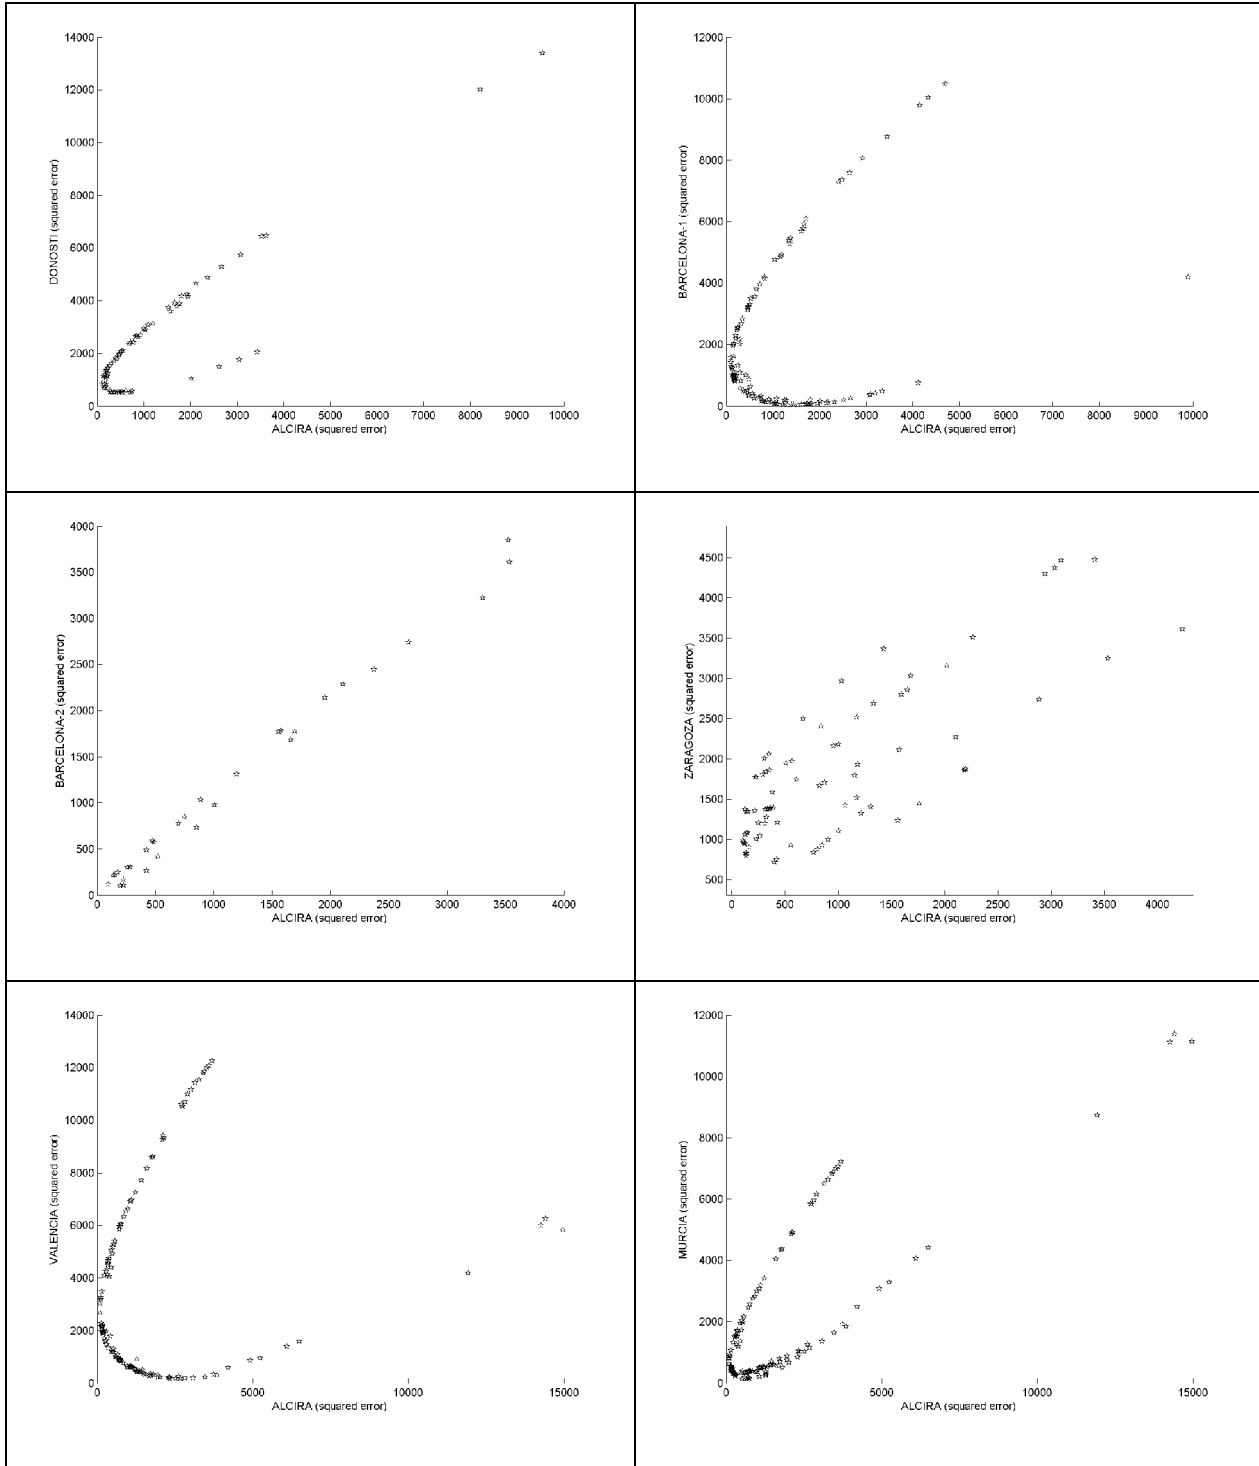 14000
12000
10000
8000
6000
4000
2000
0
DONOSTI (squared error)
0 1000 2000 3000 4000 5000 6000 7000 8000 9000 10000
ALCIRA (squared error)
12000
10000
8000
6000
4000
2000
0
BARCELONA-1 (squared error)
0 1000 2000 3000 4000 5000 6000 7000 8000 9000 10000
ALCIRA (squared error)
4000
3500
3000
2500
2000
1500
1000
500
0
BARCELONA-2 (squared error)
0 500 1000 1500 2000 2500 3000 3500 4000
ALCIRA (squared error)
4500
4000
3500
3000
2500
2000
1500
1000
500
ZARAGOZA (squared error)
0 500 1000 1500 2000 2500 3000 3500 4000
ALCIRA (squared error)
14000
12000
10000
8000
6000
4000
2000
0
VALENCIA (squared error)
0 5000 10000 15000
ALCIRA (squared error)
12000
10000
8000
6000
4000
2000
0
MURCIA (squared error)
0 5000 10000 15000
ALCIRA (squared error)